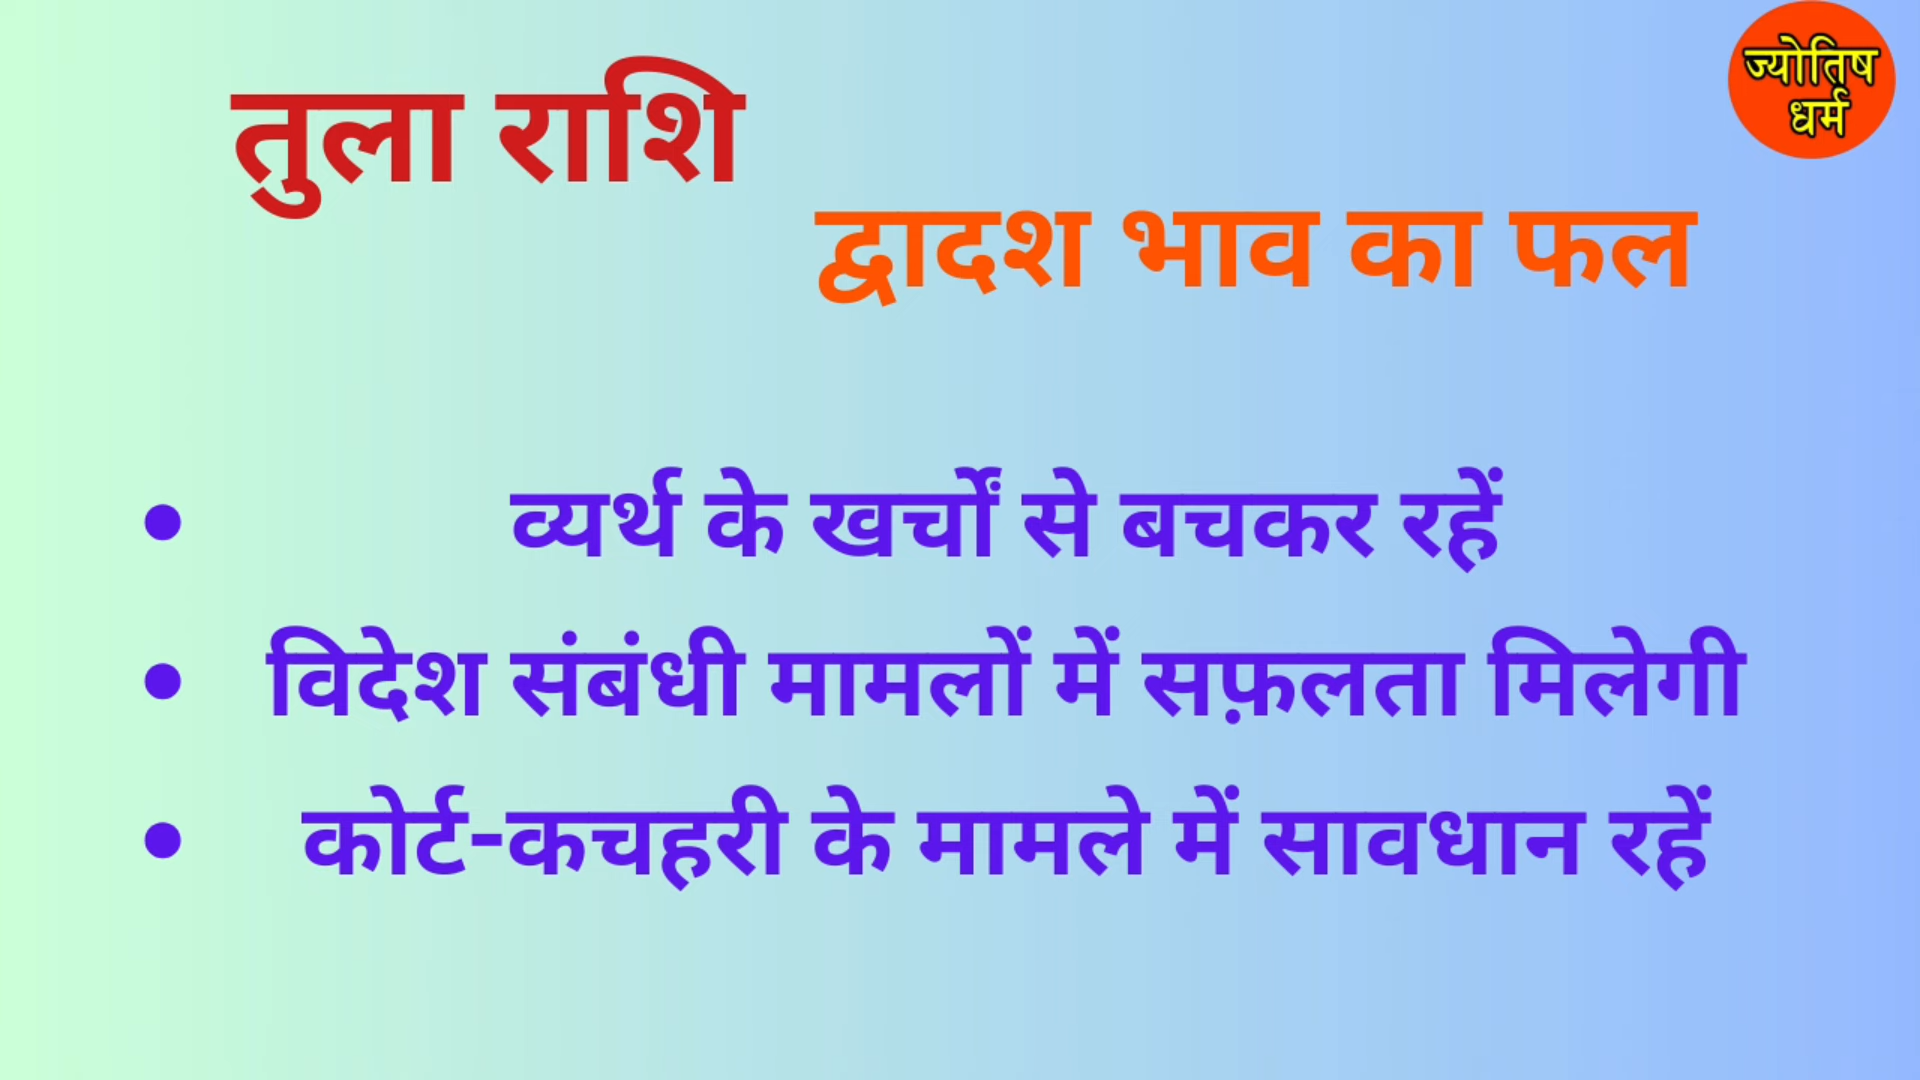 ज्योतिष
धर्म
तुला राशि
द्वादश भाव का फल
• व्यर्थ के खर्चों से बचकर रहें
• विदेश संबंधी मामलों में सफ़लता मिलेगी
• कोर्ट-कचहरी के मामले में सावधान रहें